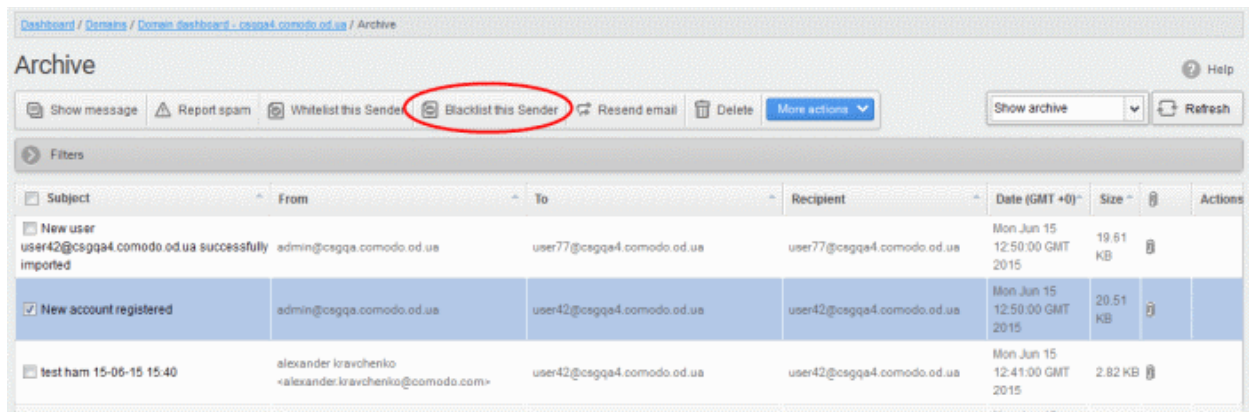 Dashboard / Domains / Domain dashboard - csgqa4.comodo.od.ua / Archive
Archive
Help
Show message Report spam Whitelist this Sender Blacklist this Sender Resend email Delete More actions Show archive Refresh
Filters
Subject From To Recipient Date (GMT +0) Size Actions
New user
user42@csgqa4.comodo.od.ua successfully
imported
admin@csgqa.comodo.od.ua
user77@csgqa4.comodo.od.ua
user77@csgqa4.comodo.od.ua
Mon Jun 15
12:50:00 GMT
2015
19.61
KB
New account registered
admin@csgqa.comodo.od.ua
user42@csgqa4.comodo.od.ua
user42@csgqa4.comodo.od.ua
Mon Jun 15
12:50:00 GMT
2015
20.51
KB
test ham 15-06-15 15:40
alexander kravchenko
<alexander.kravchenko@comodo.com>
user42@csgqa4.comodo.od.ua
user42@csgqa4.comodo.od.ua
Mon Jun 15
12:41:00 GMT
2015
2.82 KB